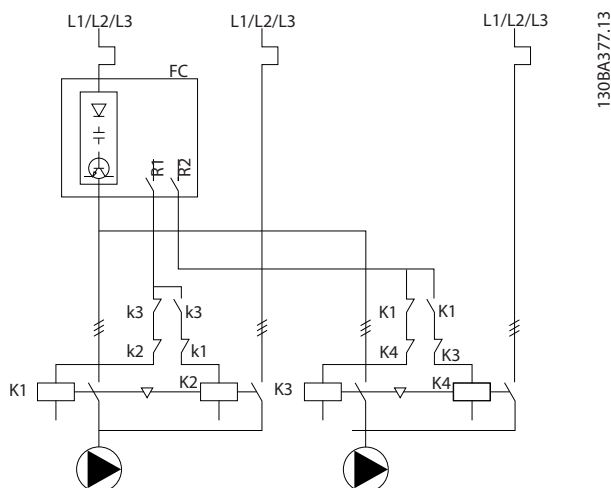 L1/L2/L3 L1/L2/L3 L1/L2/L3
130BA377.13
FC
R1 R2
k3 k3 K1 K1
k2 k1 K4 K3
K1 K2 K3 K4